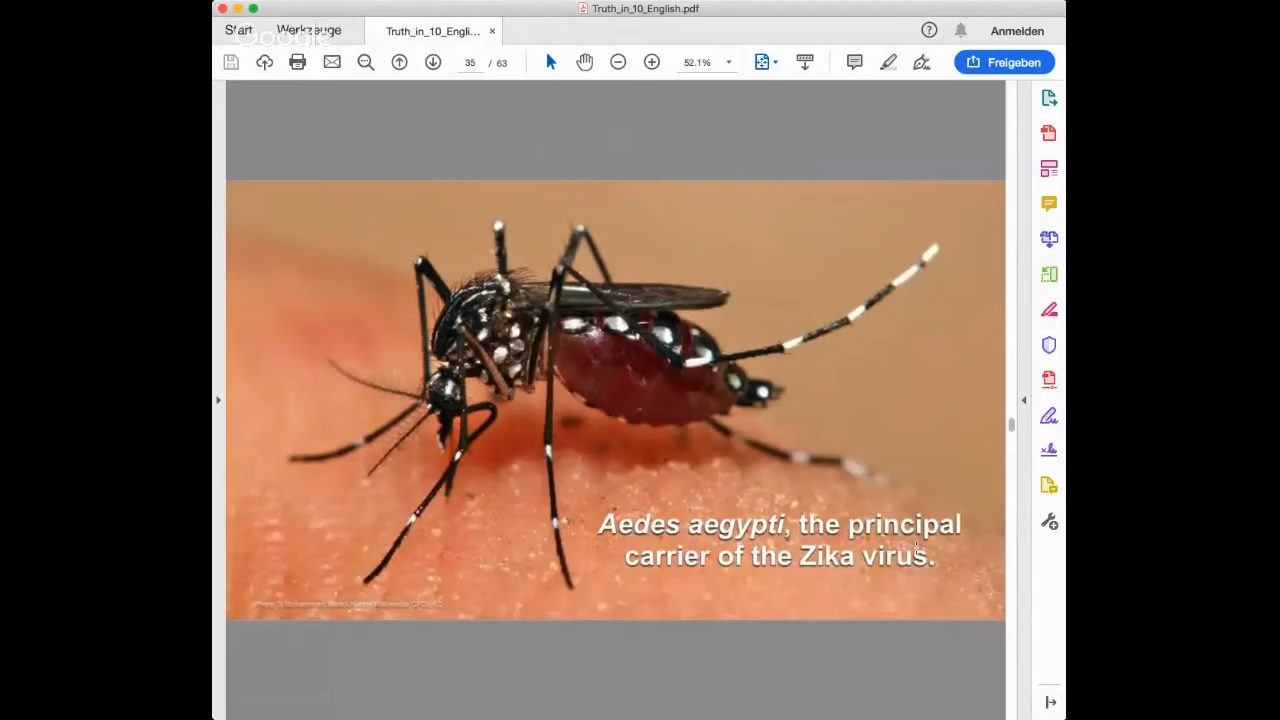 Truth_in_10_English.pdf
Start
Werkzeuge
Truth_in_10_Engli...
Anmelden
Google
35 / 63
52.1%
Freigeben
Aedes aegypti, the principal
carrier of the Zika virus.